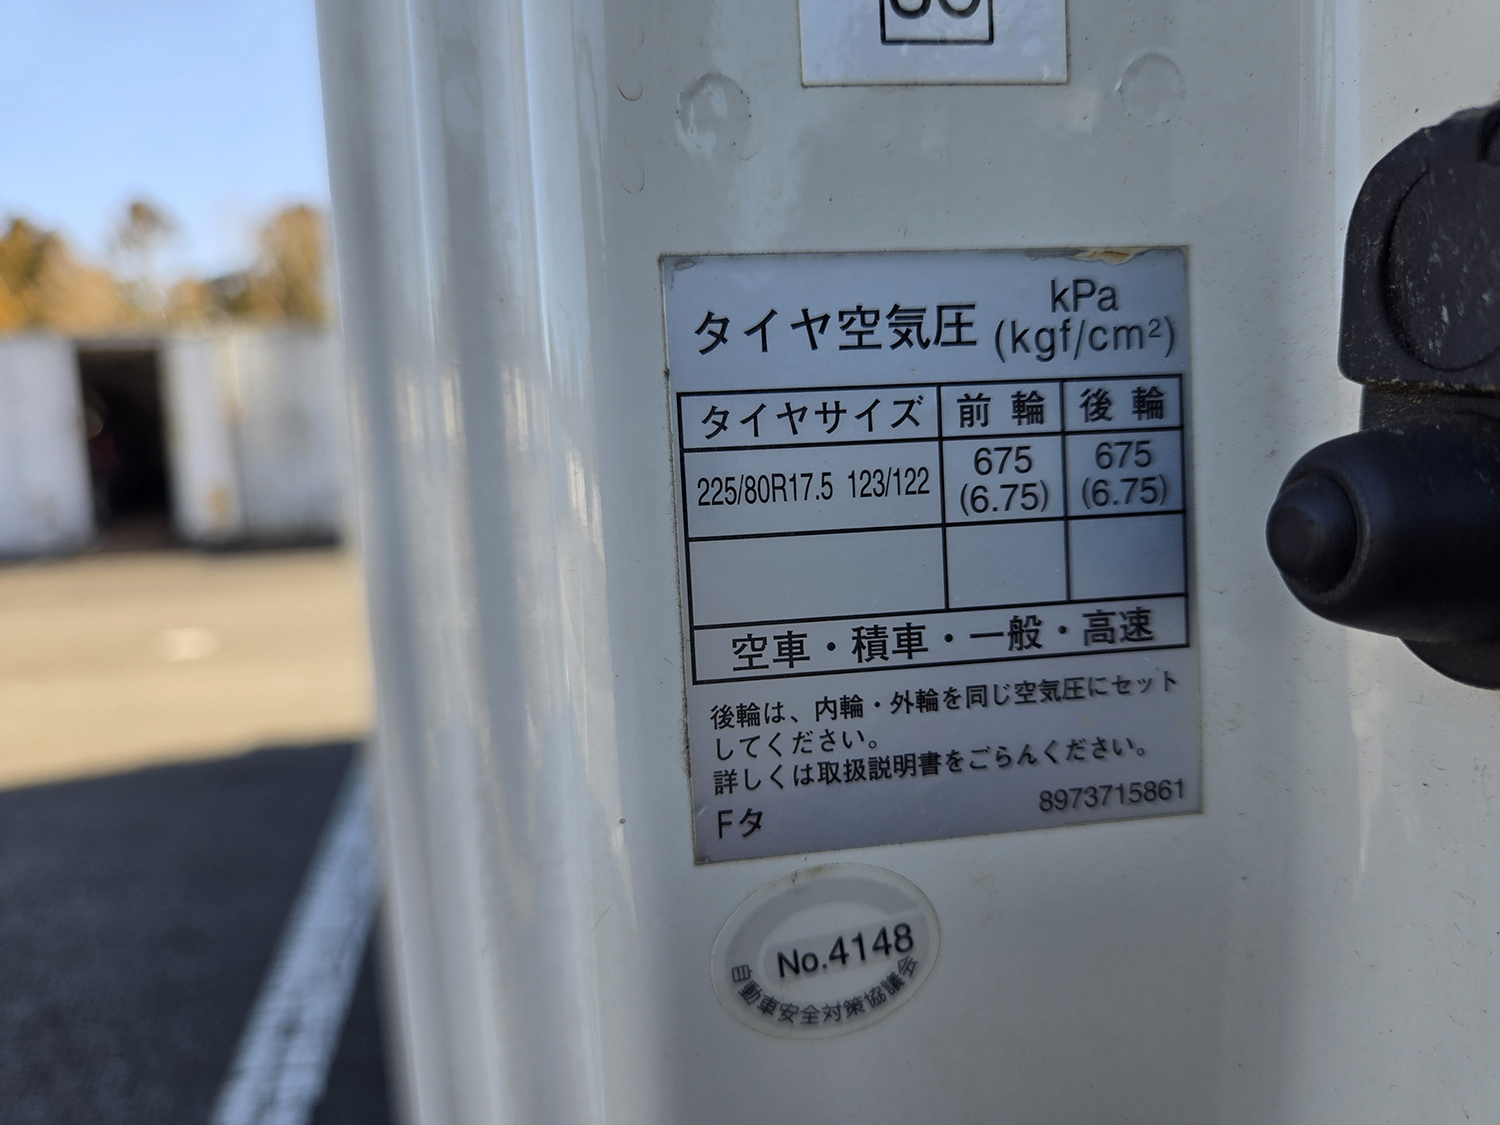 タイヤ空気圧 kPa
(kgf/cm²)
タイヤサイズ 前輪 後輪
225/80R17.5 123/122 675 (6.75) 675 (6.75)
空車・積車・一般・高速
後輪は、内輪・外輪を同じ空気圧にセット
してください。
詳しくは取扱説明書をごらんください。
Fタ 8973715861
No.4148
自動車安全対策協議会